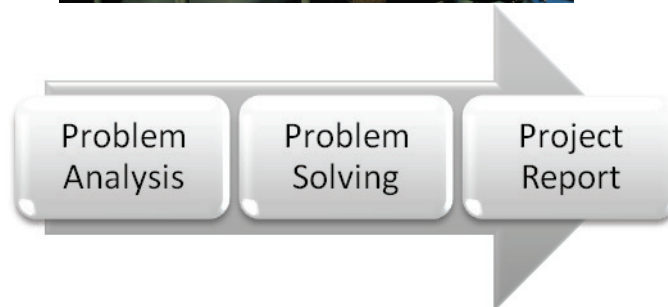 Problem
Analysis
Problem
Solving
Project
Report